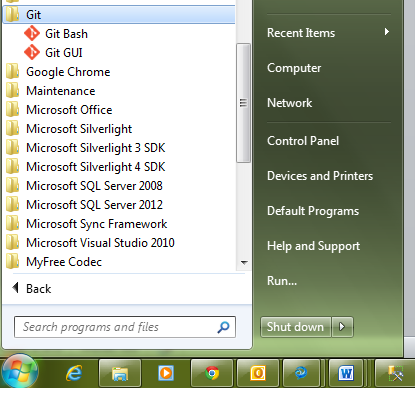 Git
Git Bash
Git GUI
Google Chrome
Maintenance
Microsoft Office
Microsoft Silverlight
Microsoft Silverlight 3 SDK
Microsoft Silverlight 4 SDK
Microsoft SQL Server 2008
Microsoft SQL Server 2012
Microsoft Sync Framework
Microsoft Visual Studio 2010
MyFree Codec
Back
Search programs and files
Recent Items
Computer
Network
Control Panel
Devices and Printers
Default Programs
Help and Support
Run...
Shut down